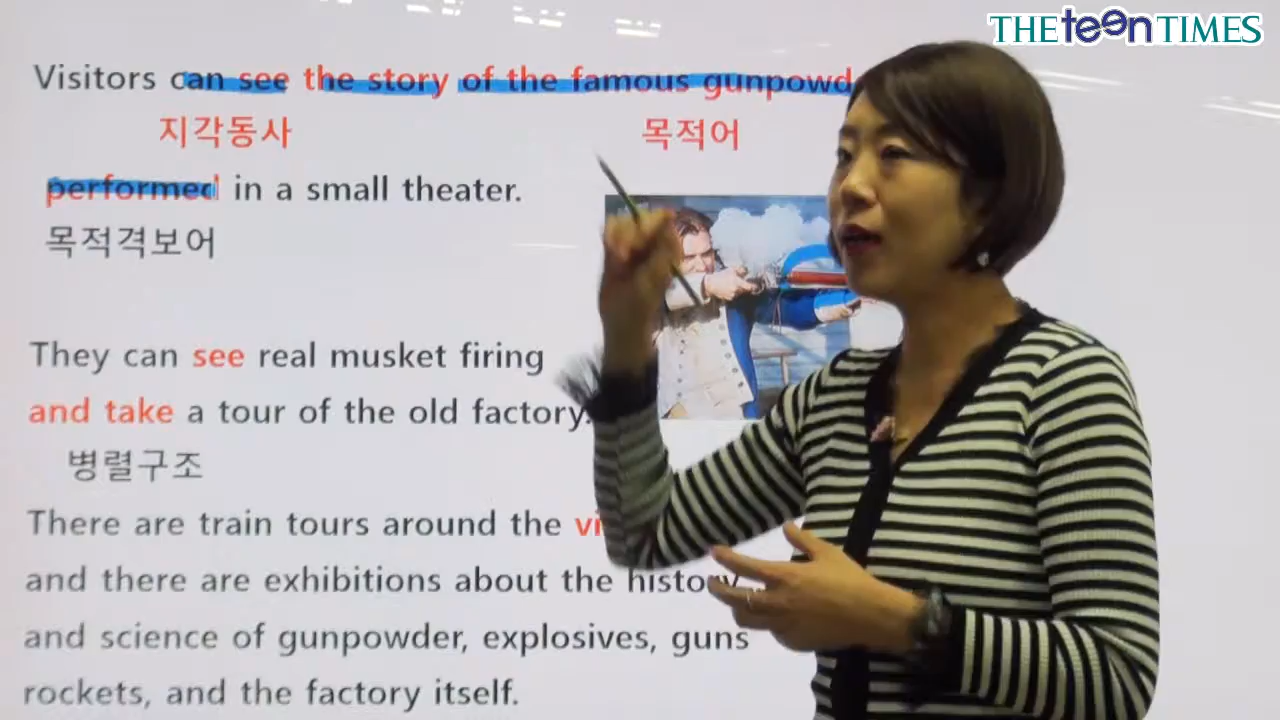 THE teen TIMES
Visitors can see the story of the famous gunpowd
지각동사 목적어
performed in a small theater.
목적격보어
They can see real musket firing
and take a tour of the old factory.
병렬구조
There are train tours around the
and there are exhibitions about the history
and science of gunpowder, explosives, guns
rockets, and the factory itself.